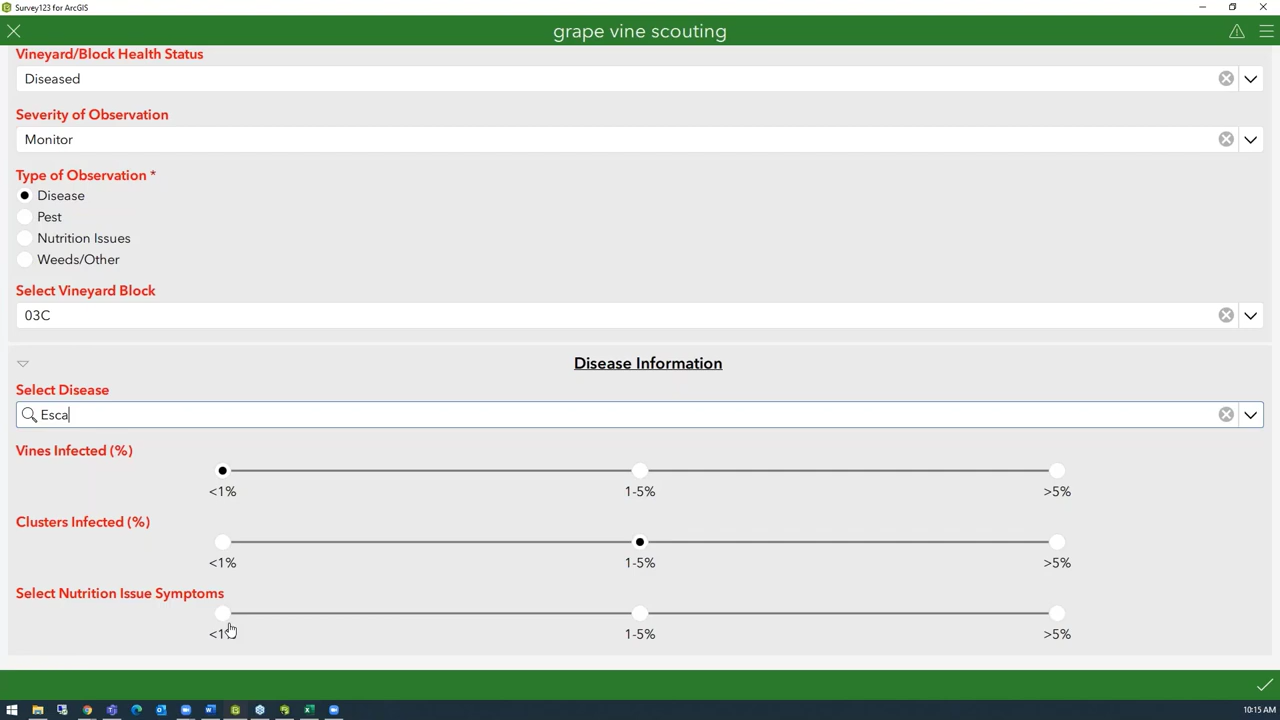 Survey123 for ArcGIS
grape vine scouting
Vineyard/Block Health Status
Diseased
Severity of Observation
Monitor
Type of Observation *
Disease
Pest
Nutrition Issues
Weeds/Other
Select Vineyard Block
03C
Disease Information
Select Disease
Esca
Vines Infected (%)
<1% 1-5% >5%
Clusters Infected (%)
<1% 1-5% >5%
Select Nutrition Issue Symptoms
<1% 1-5% >5%
10:15 AM